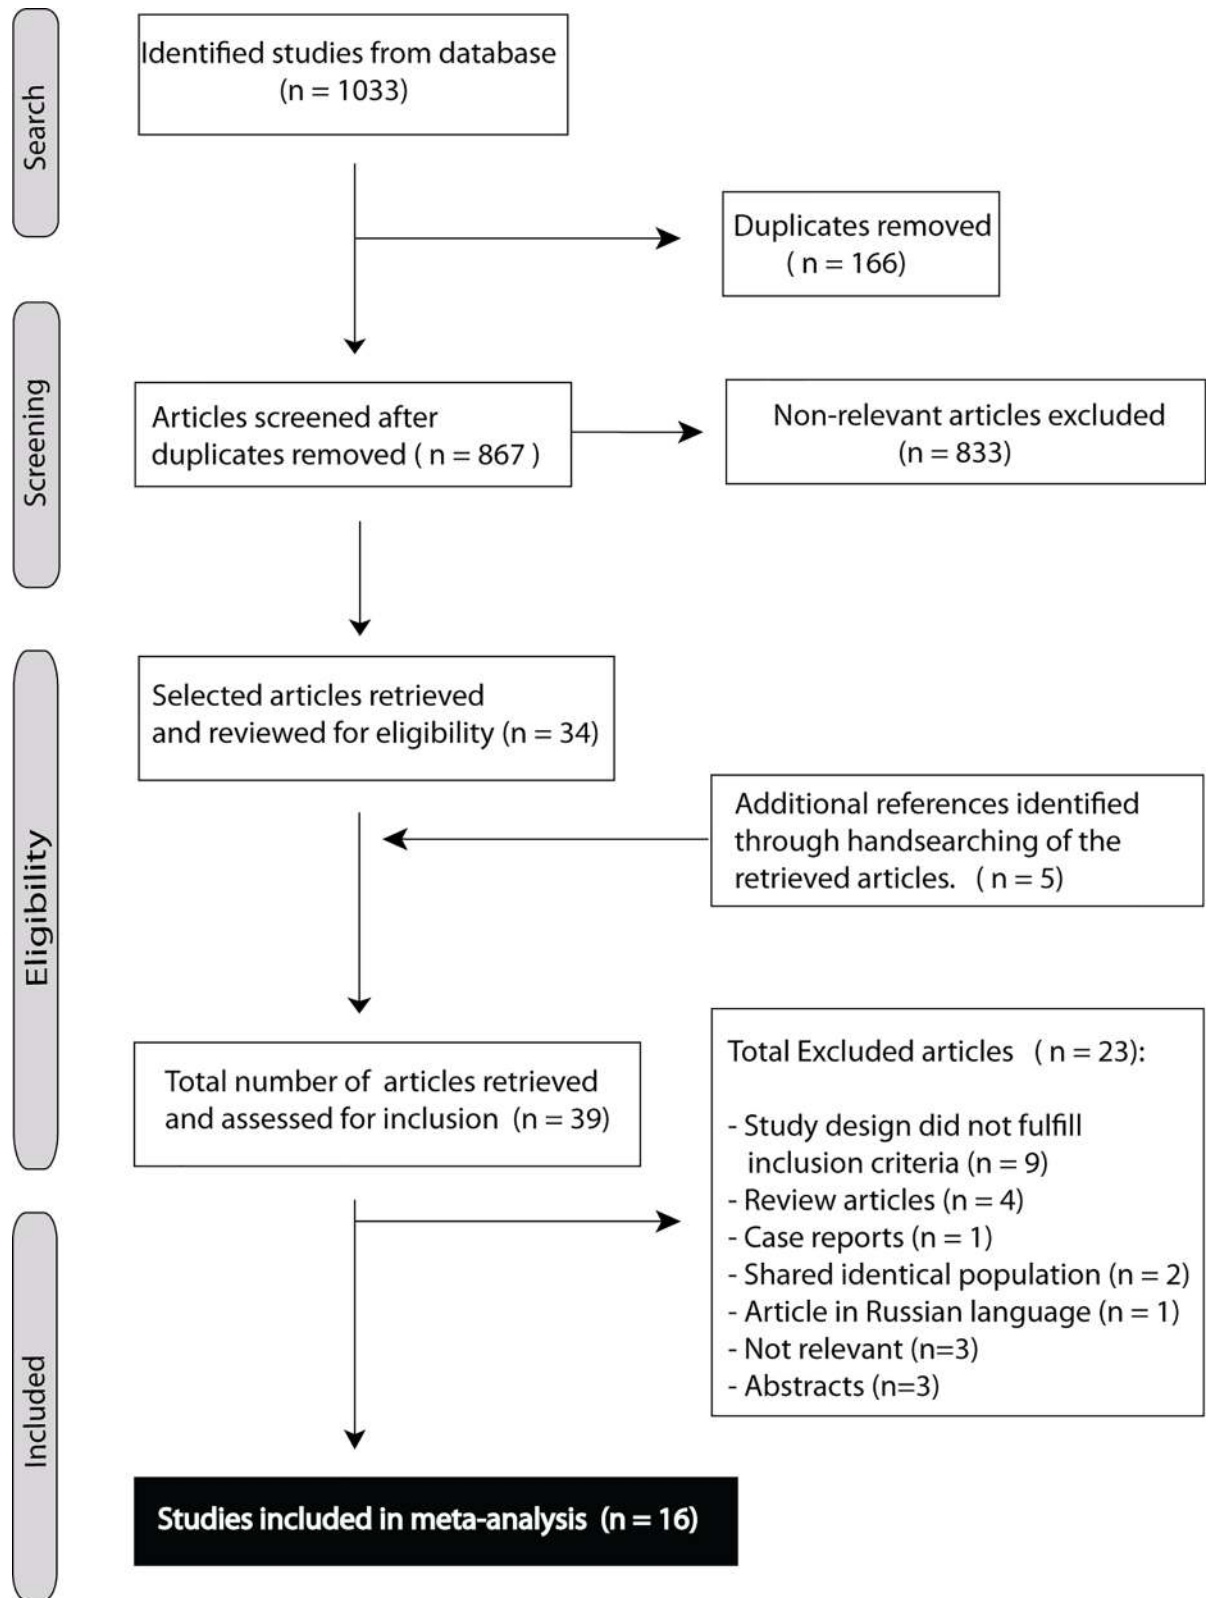 Search
Identified studies from database
(n = 1033)
Duplicates removed
( n = 166)
Screening
Articles screened after
duplicates removed ( n = 867 )
Non-relevant articles excluded
(n = 833)
Eligibility
Selected articles retrieved
and reviewed for eligibility (n = 34)
Additional references identified
through handsearching of the
retrieved articles. ( n = 5)
Total number of articles retrieved
and assessed for inclusion (n = 39)
Total Excluded articles ( n = 23):
- Study design did not fulfill
inclusion criteria (n = 9)
- Review articles (n = 4)
- Case reports (n = 1)
- Shared identical population (n = 2)
- Article in Russian language (n = 1)
- Not relevant (n=3)
- Abstracts (n=3)
Included
Studies included in meta-analysis (n = 16)